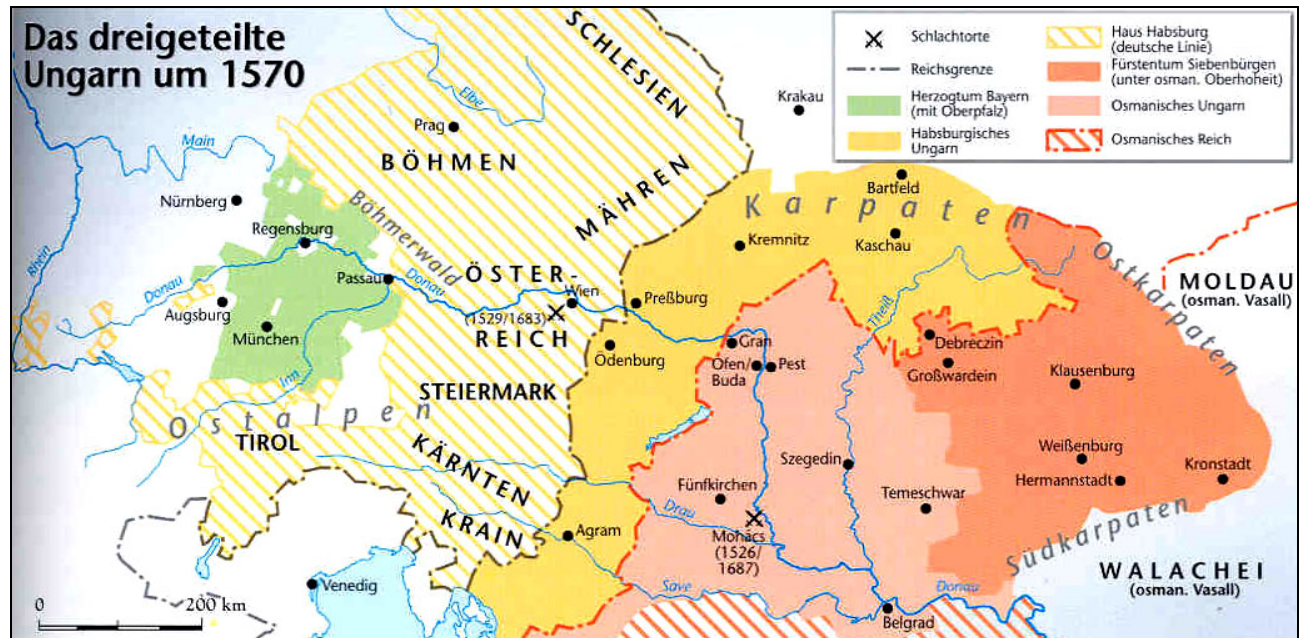 Das dreigeteilte
Ungarn um 1570
Schlachtorte
Reichsgrenze
Herzogtum Bayern
(mit Oberpfalz)
Habsburgisches
Ungarn
Haus Habsburg
(deutsche Linie)
Fürstentum Siebenbürgen
(unter osman. Oberhoheit)
Osmanisches Ungarn
Osmanisches Reich
SCHLESIEN
Elbe
Krakau
Prag
Main
BÖHMEN
MÄHREN
Bartfeld
Nürnberg
Karpaten
Böhmerwald
Regensburg
Kremnitz
Kaschau
Ostkarpaten
Rhein
Donau
Passau
Donau
ÖSTER-
REICH
Wien
(1529/1683)
Preßburg
Theiß
MOLDAU
(osman. Vasall)
Augsburg
München
Ödenburg
Gran
Debreczin
Ofen/
Buda
Pest
Großwardein
Klausenburg
Inn
STEIERMARK
Ostalpen
TIROL
KÄRNTEN
Weißenburg
Szegedin
Kronstadt
Hermannstadt
Fünfkirchen
Temeschwar
KRAIN
Drau
Agram
Mohács
(1526/
1687)
Südkarpaten
WALACHEI
(osman. Vasall)
Venedig
Save
Donau
Belgrad
0 200 km